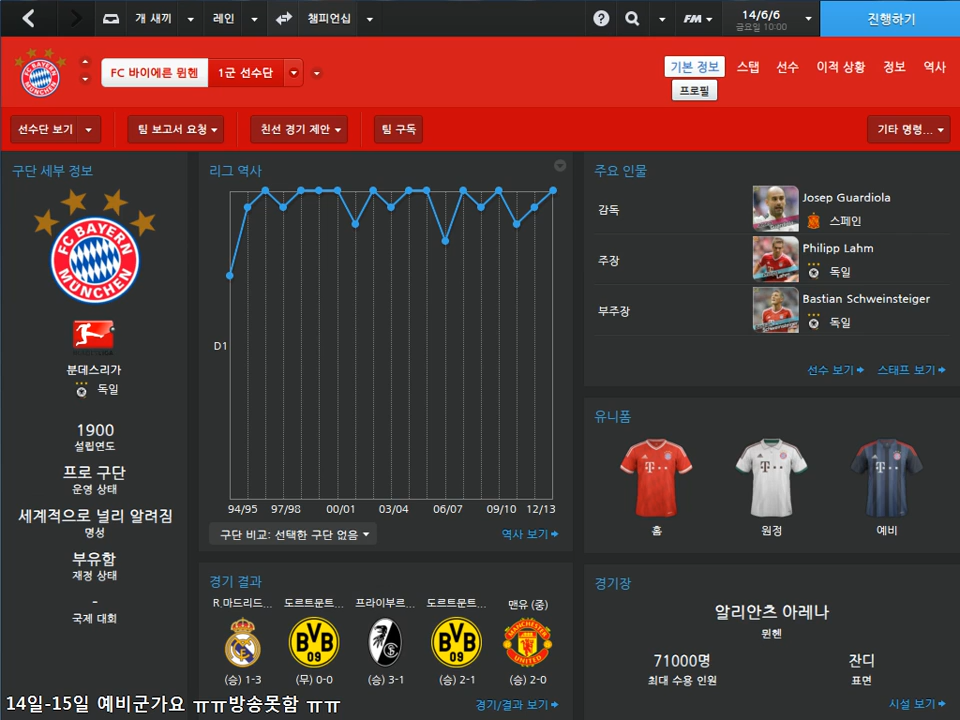 개 새끼
레인
챔피언십
?
FM
14/6/6
금요일 10:00
진행하기
FC 바이에른 뮌헨
1군 선수단
기본 정보
스탭
선수
이적 상황
정보
역사
프로필
선수단 보기
팀 보고서 요청
친선 경기 제안
팀 구독
기타 명령...
구단 세부 정보
FC BAYERN
MÜNCHEN
분데스리가
독일
1900
설립연도
프로 구단
운영 상태
세계적으로 널리 알려짐
명성
부유함
재정 상태
-
국제 대회
리그 역사
D1
94/95
97/98
00/01
03/04
06/07
09/10
12/13
구단 비교: 선택한 구단 없음
역사 보기
경기 결과
R.마드리드...
도르트문트...
프라이부르...
도르트문트...
맨유 (중)
BVB
09
BVB
09
MANCHESTER
UNITED
(승) 1-3
(무) 0-0
(승) 3-1
(승) 2-1
(승) 2-0
경기/결과 보기
주요 인물
감독
Josep Guardiola
스페인
주장
Philipp Lahm
독일
부주장
Bastian Schweinsteiger
독일
선수 보기
스태프 보기
유니폼
홈
원정
예비
경기장
알리안츠 아레나
뮌헨
71000명
최대 수용 인원
잔디
표면
시설 보기
14일-15일 예비군가요 ㅠㅠ방송못함 ㅠㅠ